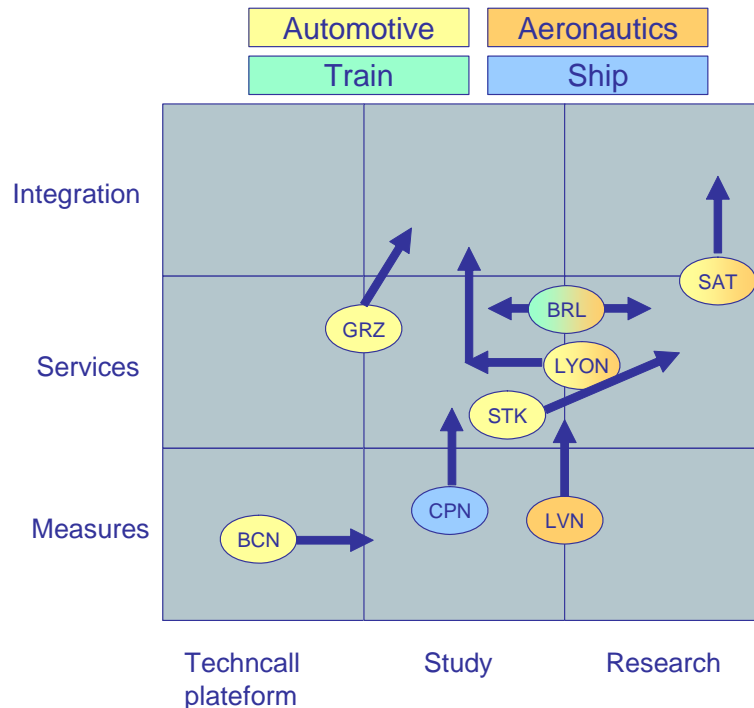 Automotive
Aeronautics
Train
Ship
Integration
SAT
BRL
GRZ
Services
LYON
STK
CPN
LVN
Measures
BCN
Techncall
plateform
Study
Research